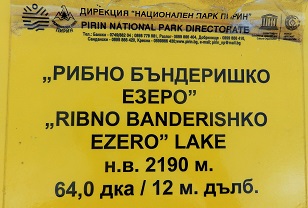 ДИРЕКЦИЯ "НАЦИОНАЛЕН ПАРК ПИРИН"
PIRIN NATIONAL PARK DIRECTORATE
„РИБНО БЪНДЕРИШКО
ЕЗЕРО”
„RIBNO BANDERISHKO
EZERO” LAKE
н.в. 2190 м.
64,0 дка / 12 м. дълб.